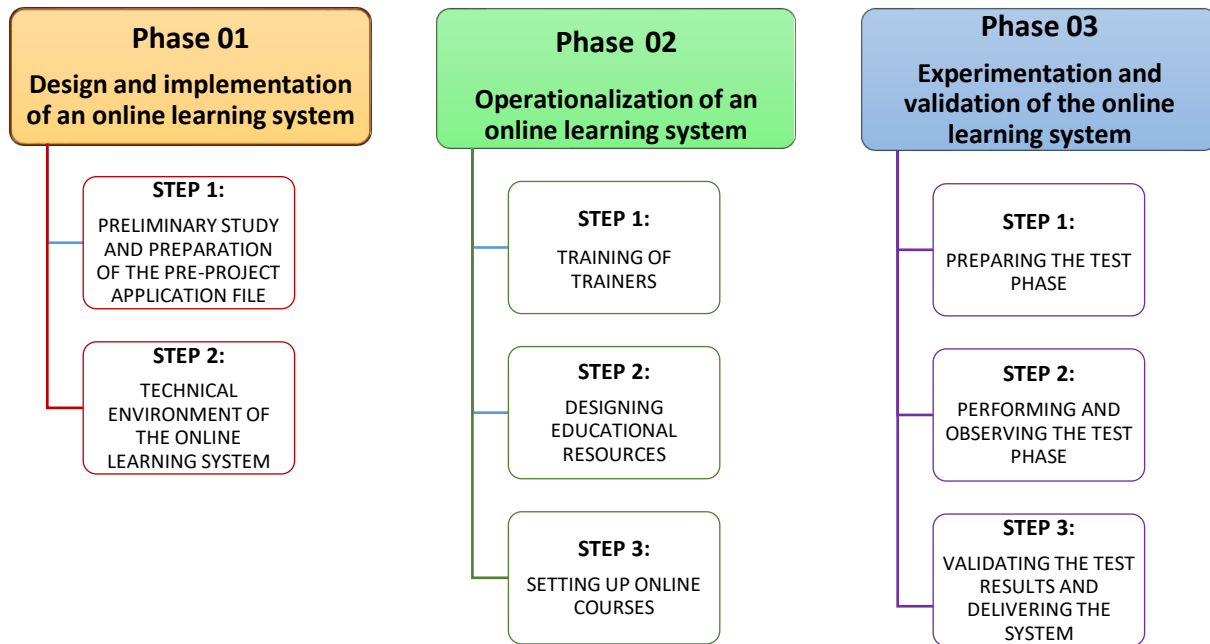 Phase 01
Design and implementation
of an online learning system
STEP 1:
PRELIMINARY STUDY
AND PREPARATION
OF THE PRE-PROJECT
APPLICATION FILE
STEP 2:
TECHNICAL
ENVIRONMENT OF
THE ONLINE
LEARNING SYSTEM
Phase 02
Operationalization of an
online learning system
STEP 1:
TRAINING OF
TRAINERS
STEP 2:
DESIGNING
EDUCATIONAL
RESOURCES
STEP 3:
SETTING UP ONLINE
COURSES
Phase 03
Experimentation and
validation of the online
learning system
STEP 1:
PREPARING THE TEST
PHASE
STEP 2:
PERFORMING AND
OBSERVING THE TEST
PHASE
STEP 3:
VALIDATING THE TEST
RESULTS AND
DELIVERING THE
SYSTEM